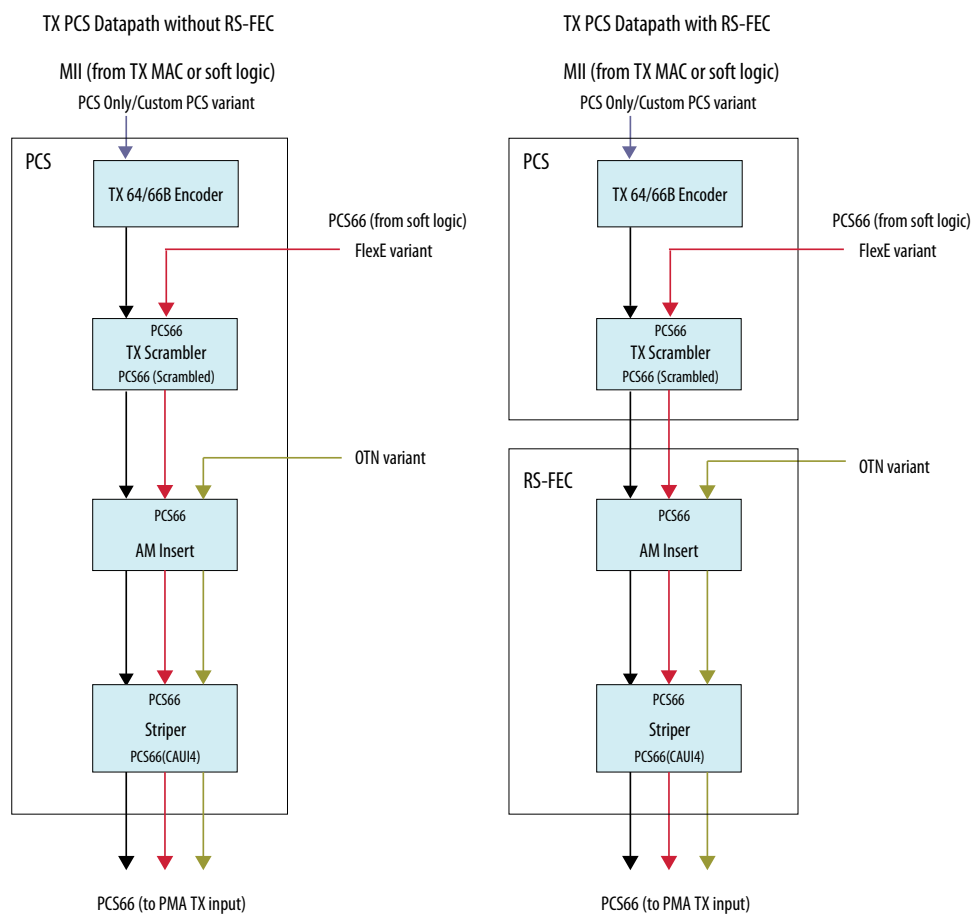 TX PCS Datapath without RS-FEC
MII (from TX MAC or soft logic)
PCS Only/Custom PCS variant
PCS
TX 64/66B Encoder
PCS66 (from soft logic)
FlexE variant
PCS66
TX Scrambler
PCS66 (Scrambled)
OTN variant
PCS66
AM Insert
PCS66
Striper
PCS66(CAUI4)
PCS66 (to PMA TX input)
TX PCS Datapath with RS-FEC
MII (from TX MAC or soft logic)
PCS Only/Custom PCS variant
PCS
TX 64/66B Encoder
PCS66 (from soft logic)
FlexE variant
PCS66
TX Scrambler
PCS66 (Scrambled)
OTN variant
RS-FEC
PCS66
AM Insert
PCS66
Striper
PCS66(CAUI4)
PCS66 (to PMA TX input)